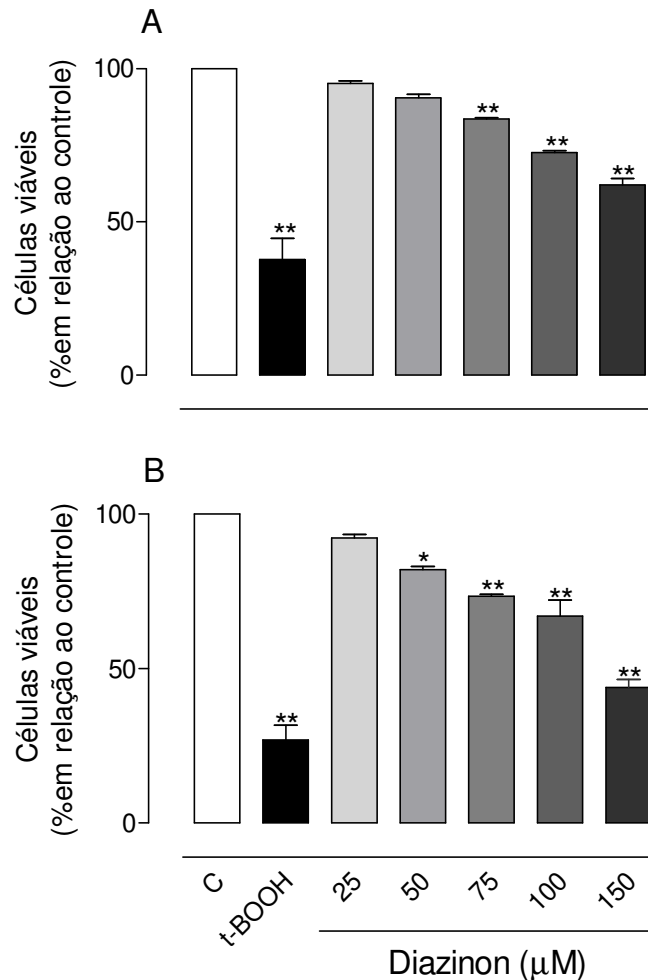 A
Células viáveis
(%em relação ao controle)
100
50
0
**
**
**
**
B
Células viáveis
(%em relação ao controle)
100
50
0
**
*
**
**
**
C
t-BOOH
25
50
75
100
150
Diazinon (µM)